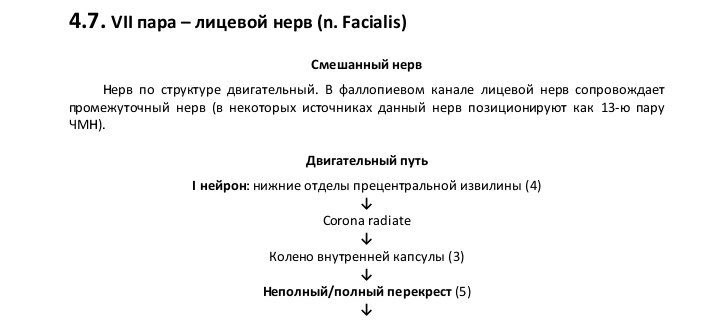 4.7. VII пара – лицевой нерв (n. Facialis)
Смешанный нерв
Нерв по структуре двигательный. В фаллопиевом канале лицевой нерв сопровождает
промежуточный нерв (в некоторых источниках данный нерв позиционируют как 13-ю пару
ЧМН).
Двигательный путь
I нейрон: нижние отделы прецентральной извилины (4)
↓
Corona radiate
↓
Колено внутренней капсулы (3)
↓
Неполный/полный перекрест (5)
↓